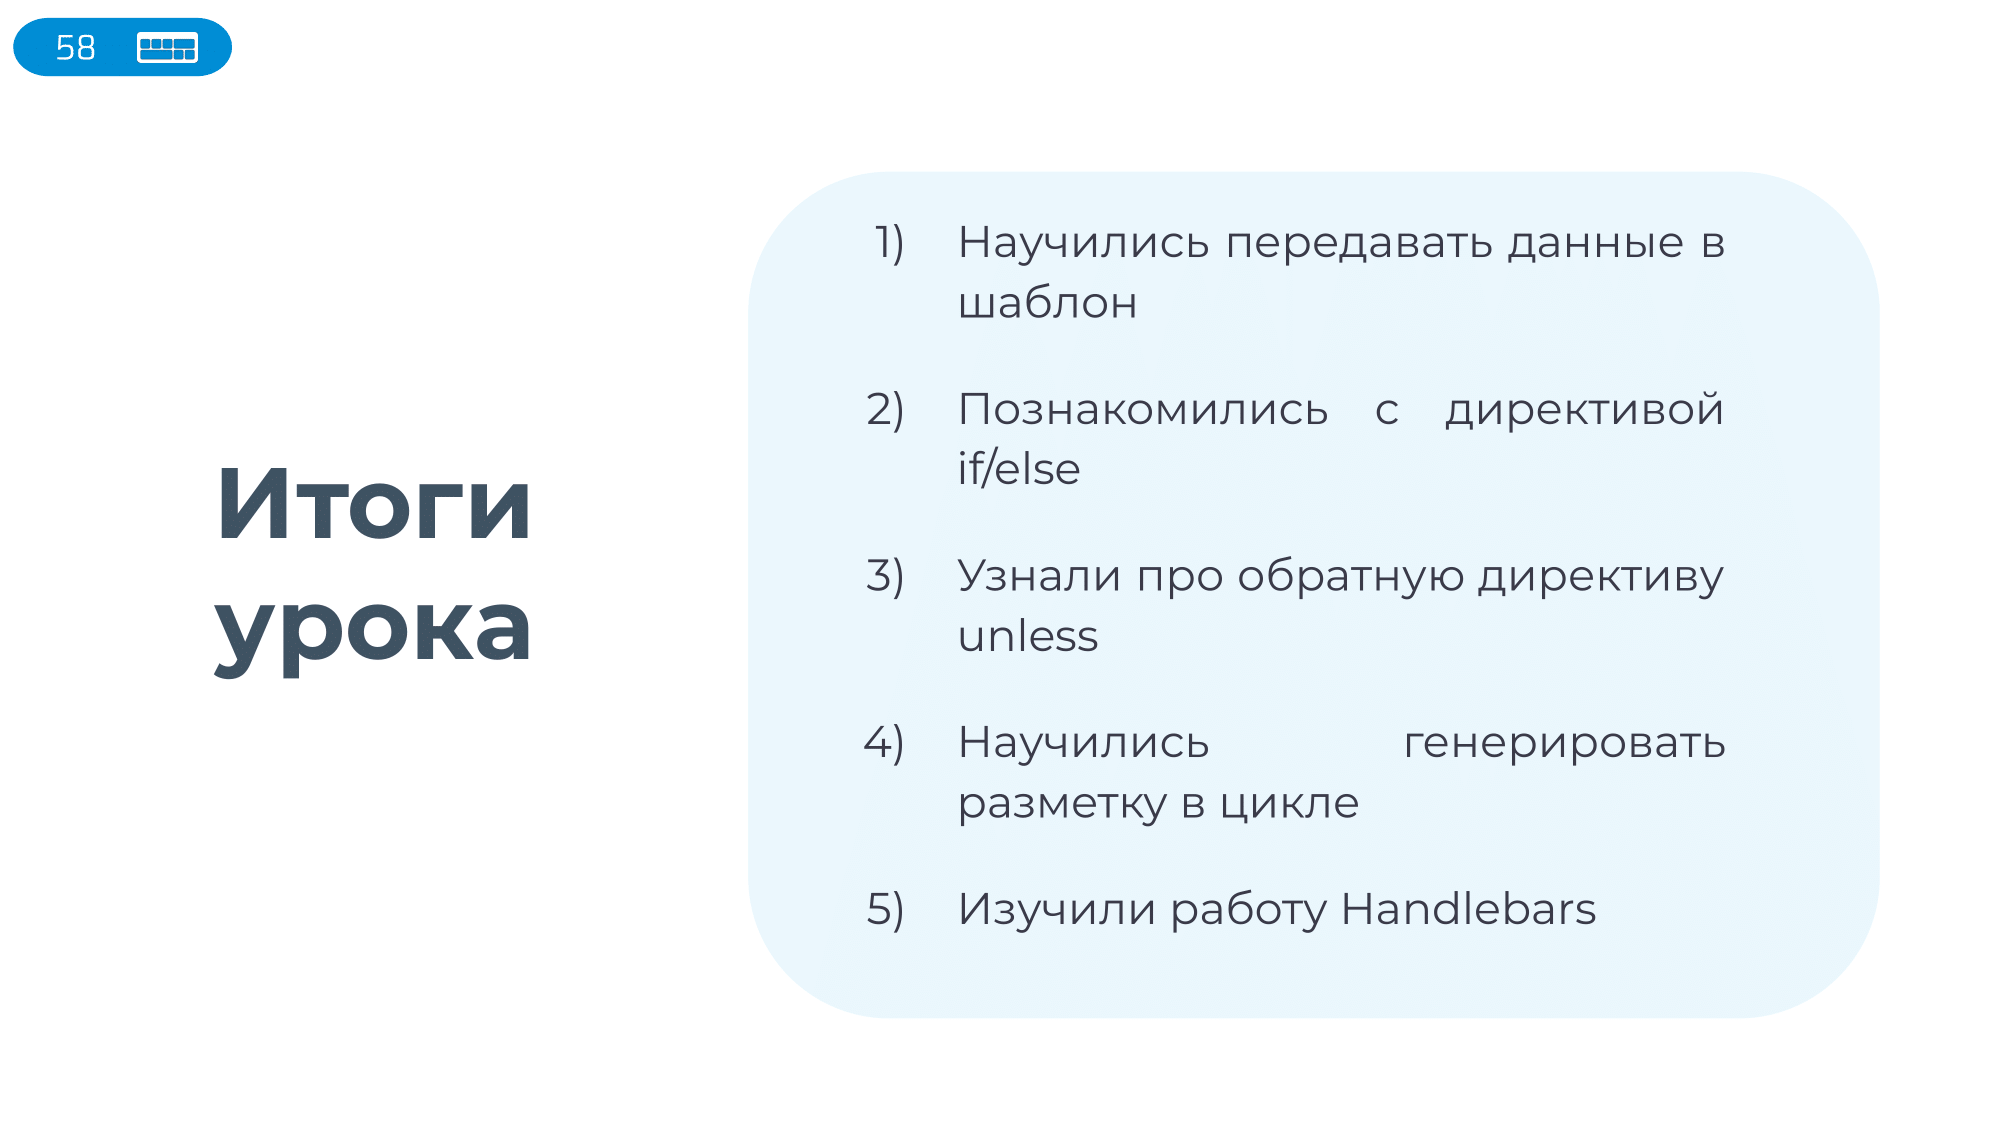 58
Итоги
урока
1) Научились передавать данные в
шаблон
2) Познакомились с директивой
if/else
3) Узнали про обратную директиву
unless
4) Научились генерировать
разметку в цикле
5) Изучили работу Handlebars